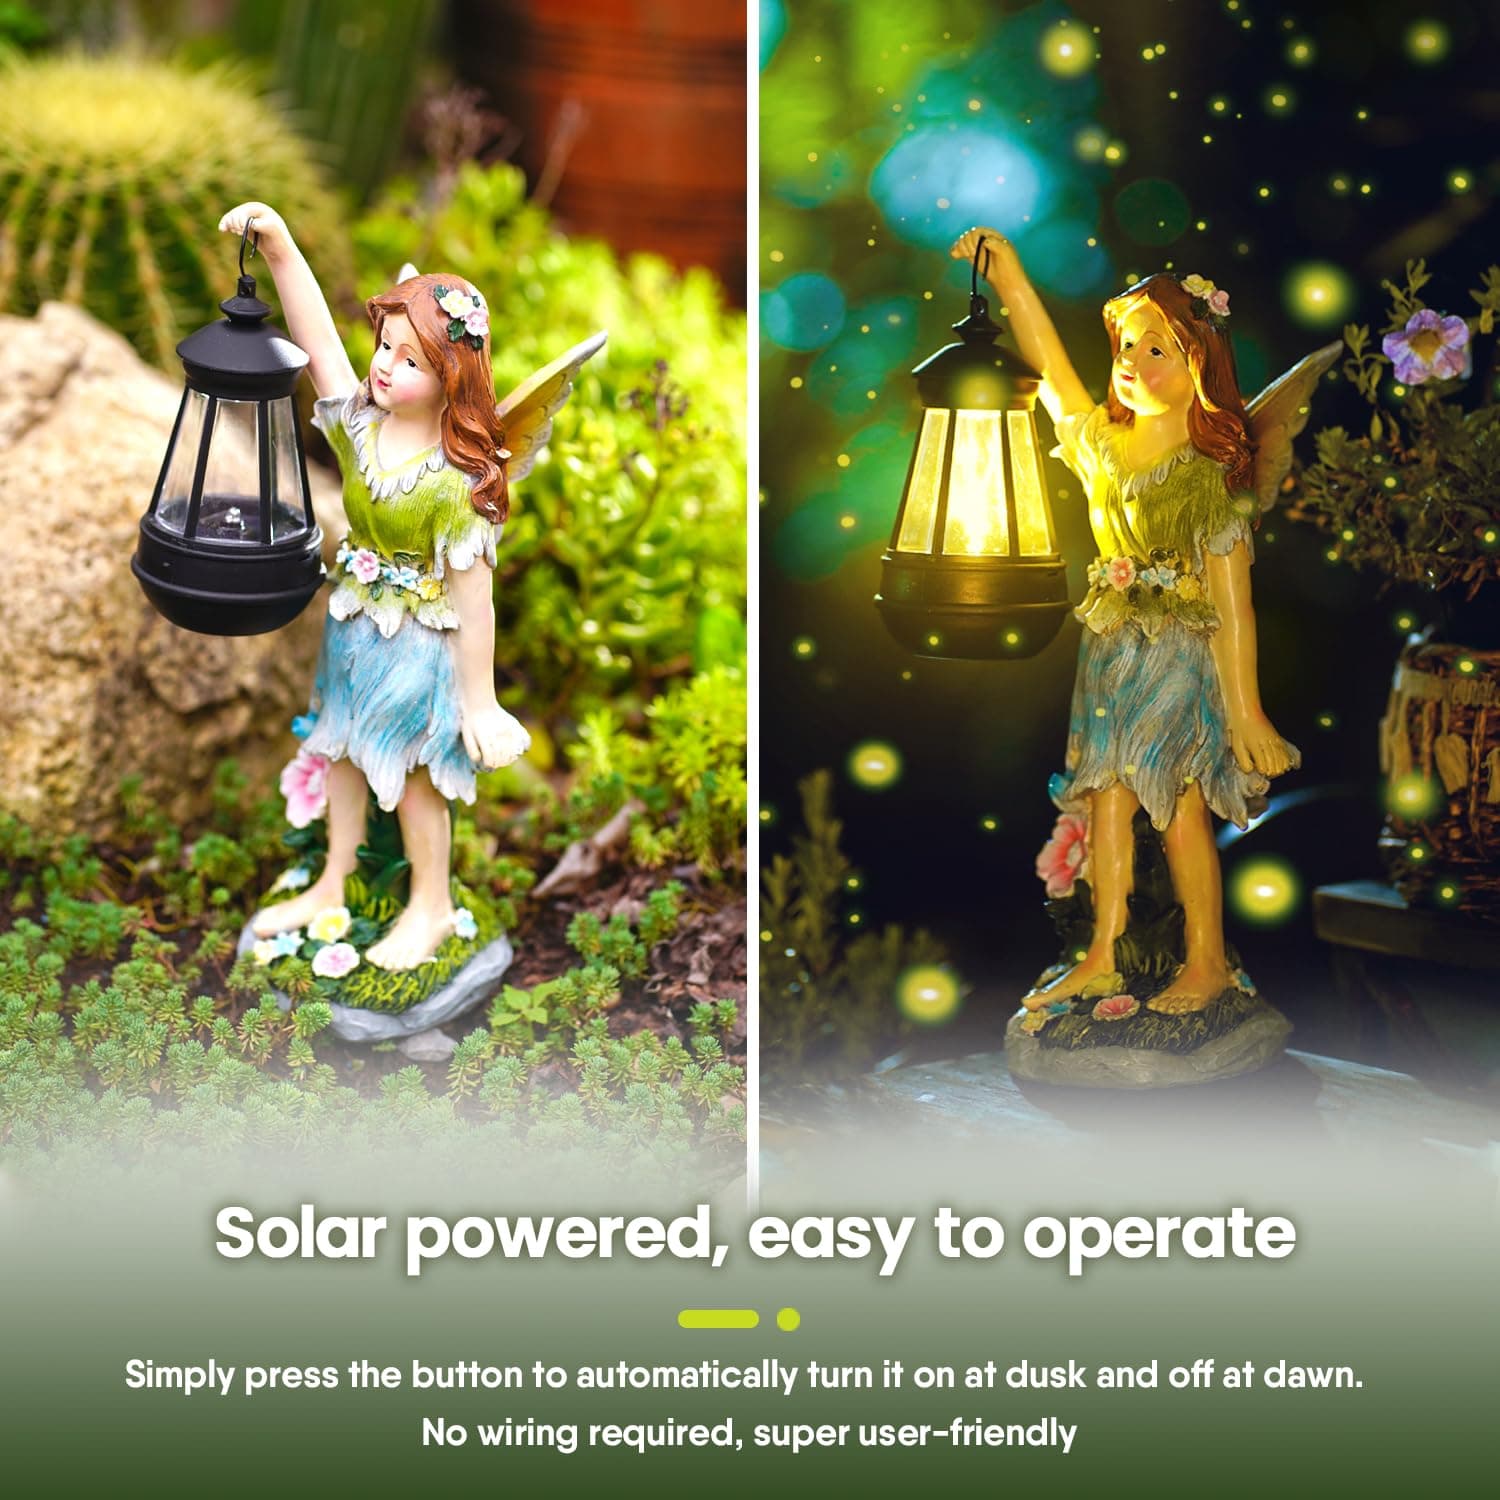 Solar powered, easy to operate
Simply press the button to automatically turn it on at dusk and off at dawn.
No wiring required, super user-friendly